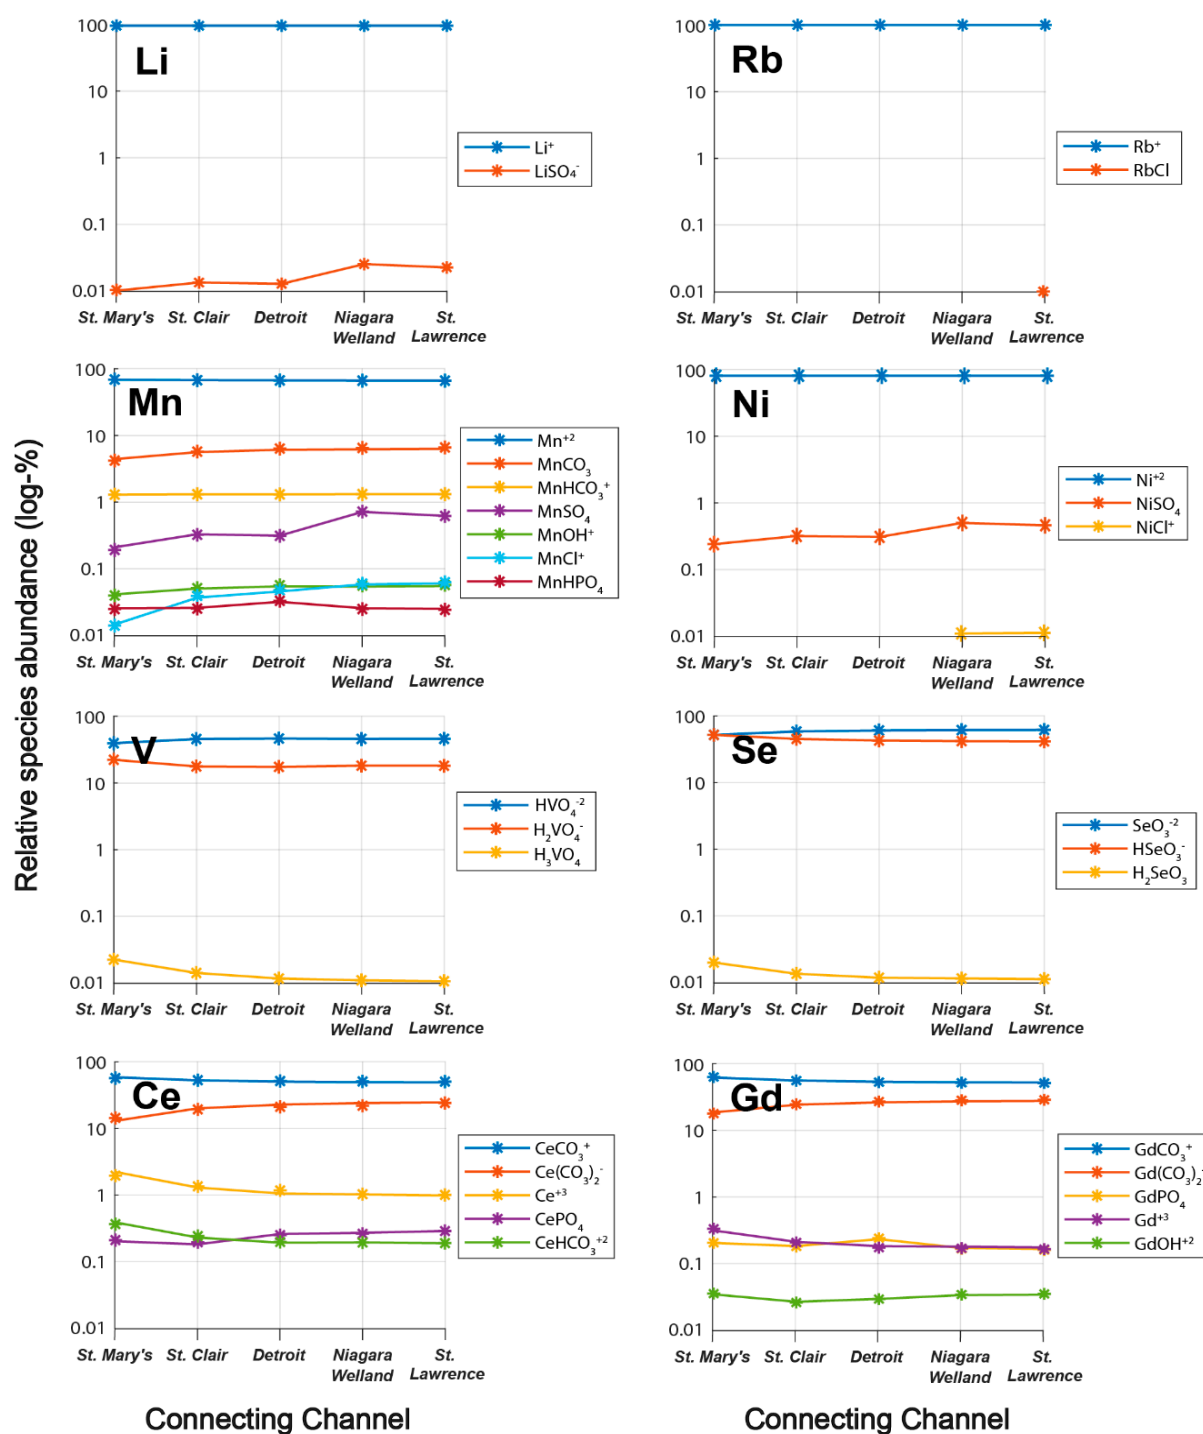 Relative species abundance (log-%)
Li
100
10
1
0.1
0.01
St. Mary's
St. Clair
Detroit
Niagara
Welland
St.
Lawrence
Li⁺
LiSO₄⁻
Rb
100
10
1
0.1
0.01
St. Mary's
St. Clair
Detroit
Niagara
Welland
St.
Lawrence
Rb⁺
RbCl
Mn
100
10
1
0.1
0.01
St. Mary's
St. Clair
Detroit
Niagara
Welland
St.
Lawrence
Mn⁺²
MnCO₃
MnHCO₃⁺
MnSO₄
MnOH⁺
MnCl⁺
MnHPO₄
Ni
100
10
1
0.1
0.01
St. Mary's
St. Clair
Detroit
Niagara
Welland
St.
Lawrence
Ni⁺²
NiSO₄
NiCl⁺
V
100
10
1
0.1
0.01
St. Mary's
St. Clair
Detroit
Niagara
Welland
St.
Lawrence
HVO₄⁻²
H₂VO₄⁻
H₃VO₄
Se
100
10
1
0.1
0.01
St. Mary's
St. Clair
Detroit
Niagara
Welland
St.
Lawrence
SeO₃⁻²
HSeO₃⁻
H₂SeO₃
Ce
100
10
1
0.1
0.01
St. Mary's
St. Clair
Detroit
Niagara
Welland
St.
Lawrence
CeCO₃⁺
Ce(CO₃)₂⁻
Ce⁺³
CePO₄
CeHCO₃⁺²
Gd
100
10
1
0.1
0.01
St. Mary's
St. Clair
Detroit
Niagara
Welland
St.
Lawrence
GdCO₃⁺
Gd(CO₃)₂⁻
GdPO₄
Gd⁺³
GdOH⁺²
Connecting Channel
Connecting Channel